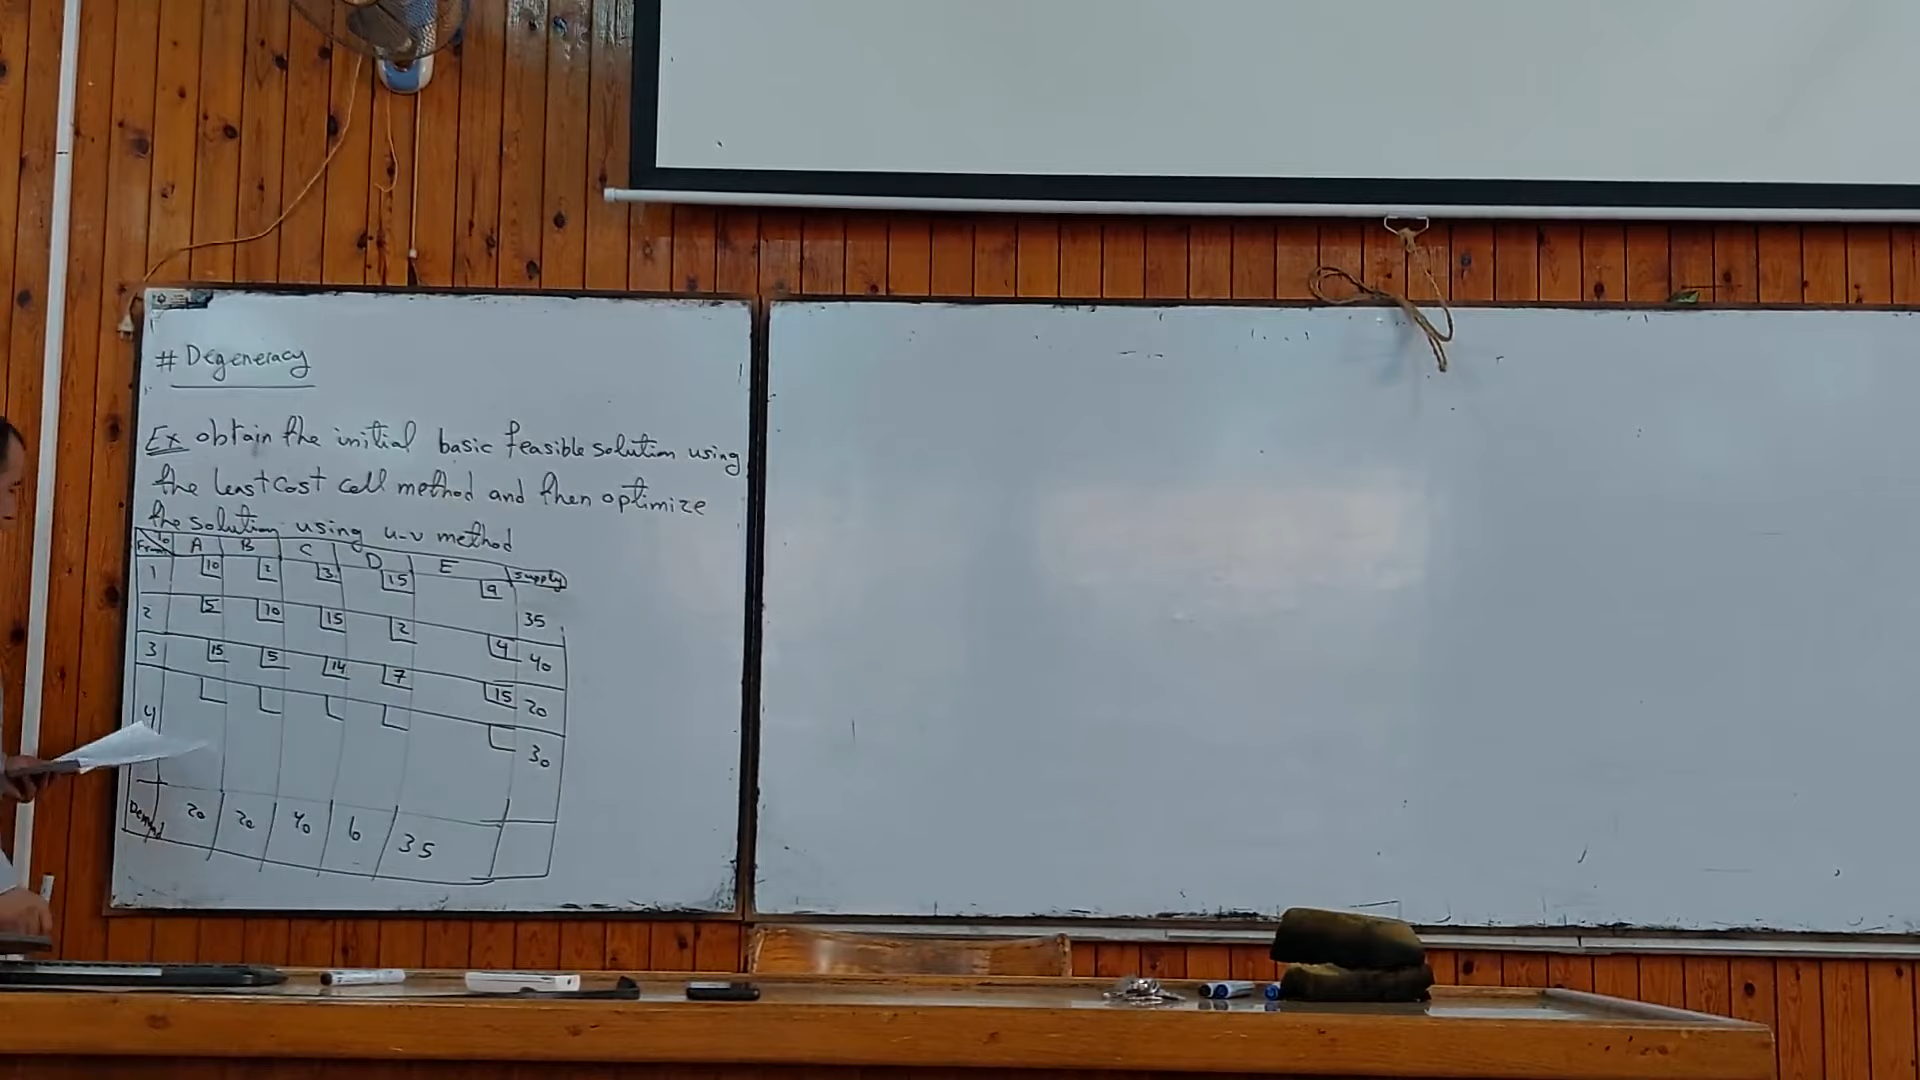 # Degeneracy
Ex obtain the initial basic feasible solution using
the least cost cell method and then optimize
the solution using u-v method
From To A B C D E supply
1 10 2 3 15 9 35
2 5 10 15 2 4 40
3 15 5 14 7 15 20
4 30
Demand 20 20 40 10 35